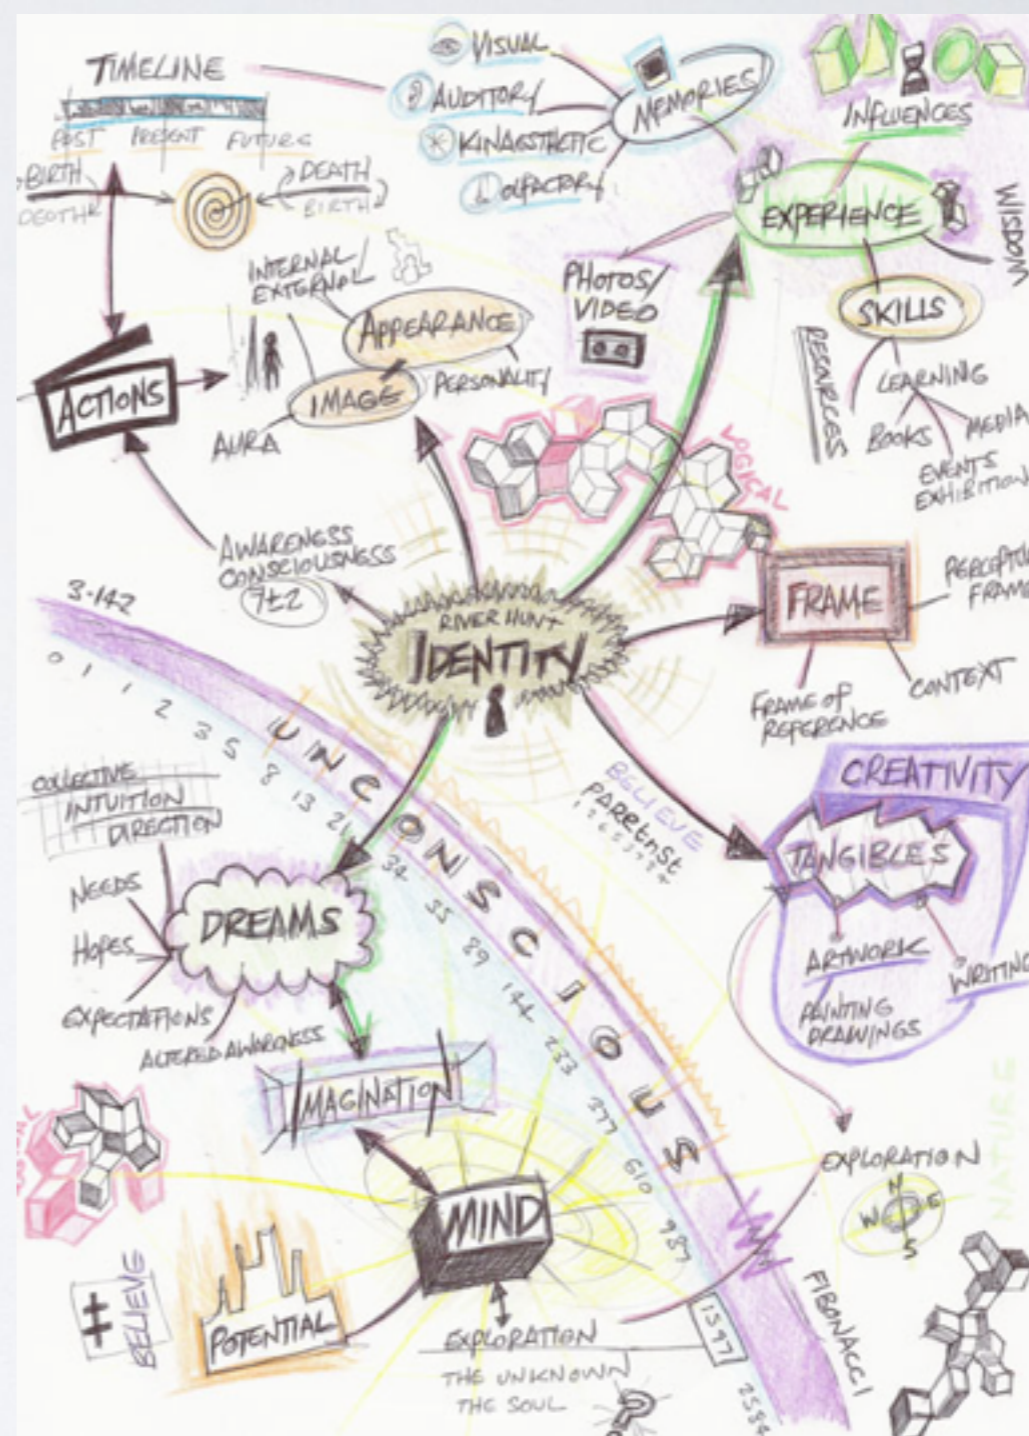 TIMELINE
PAST PRESENT FUTURE
BIRTH
DEATH
BIRTH
VISUAL
AUDITORY
KINAESTHETIC
OLFACTORY
MEMORIES
INFLUENCES
EXPERIENCE
WISDOM
PHOTOS/
VIDEO
SKILLS
RESOURCES
LEARNING
BOOKS
MEDIA
EVENTS
EXHIBITION
INTERNAL/
EXTERNAL
APPEARANCE
IMAGE
PERSONALITY
AURA
ACTIONS
AWARENESS
CONSCIOUSNESS
7±2
LOGICAL
RIVER HUNT
IDENTITY
FRAME
FRAME
CONTEXT
FRAME OF
REFERENCE
3.142
0 1 1 2 3 5 8 13 21 34 55 89 144 233 377 610 987 1597 2584
UNCONSCIOUS
FIBONACCI
COLLECTIVE
INTUITION
DIRECTION
NEEDS
HOPES
EXPECTATIONS
ALTERED AWARENESS
DREAMS
BELIEVE
CREATIVITY
TANGIBLES
ARTWORK
PAINTING
DRAWINGS
WRITING
IMAGINATION
MIND
POTENTIAL
BELIEVE
EXPLORATION
THE UNKNOWN
THE SOUL
?
EXPLORATION
N
W E
S
NATURE